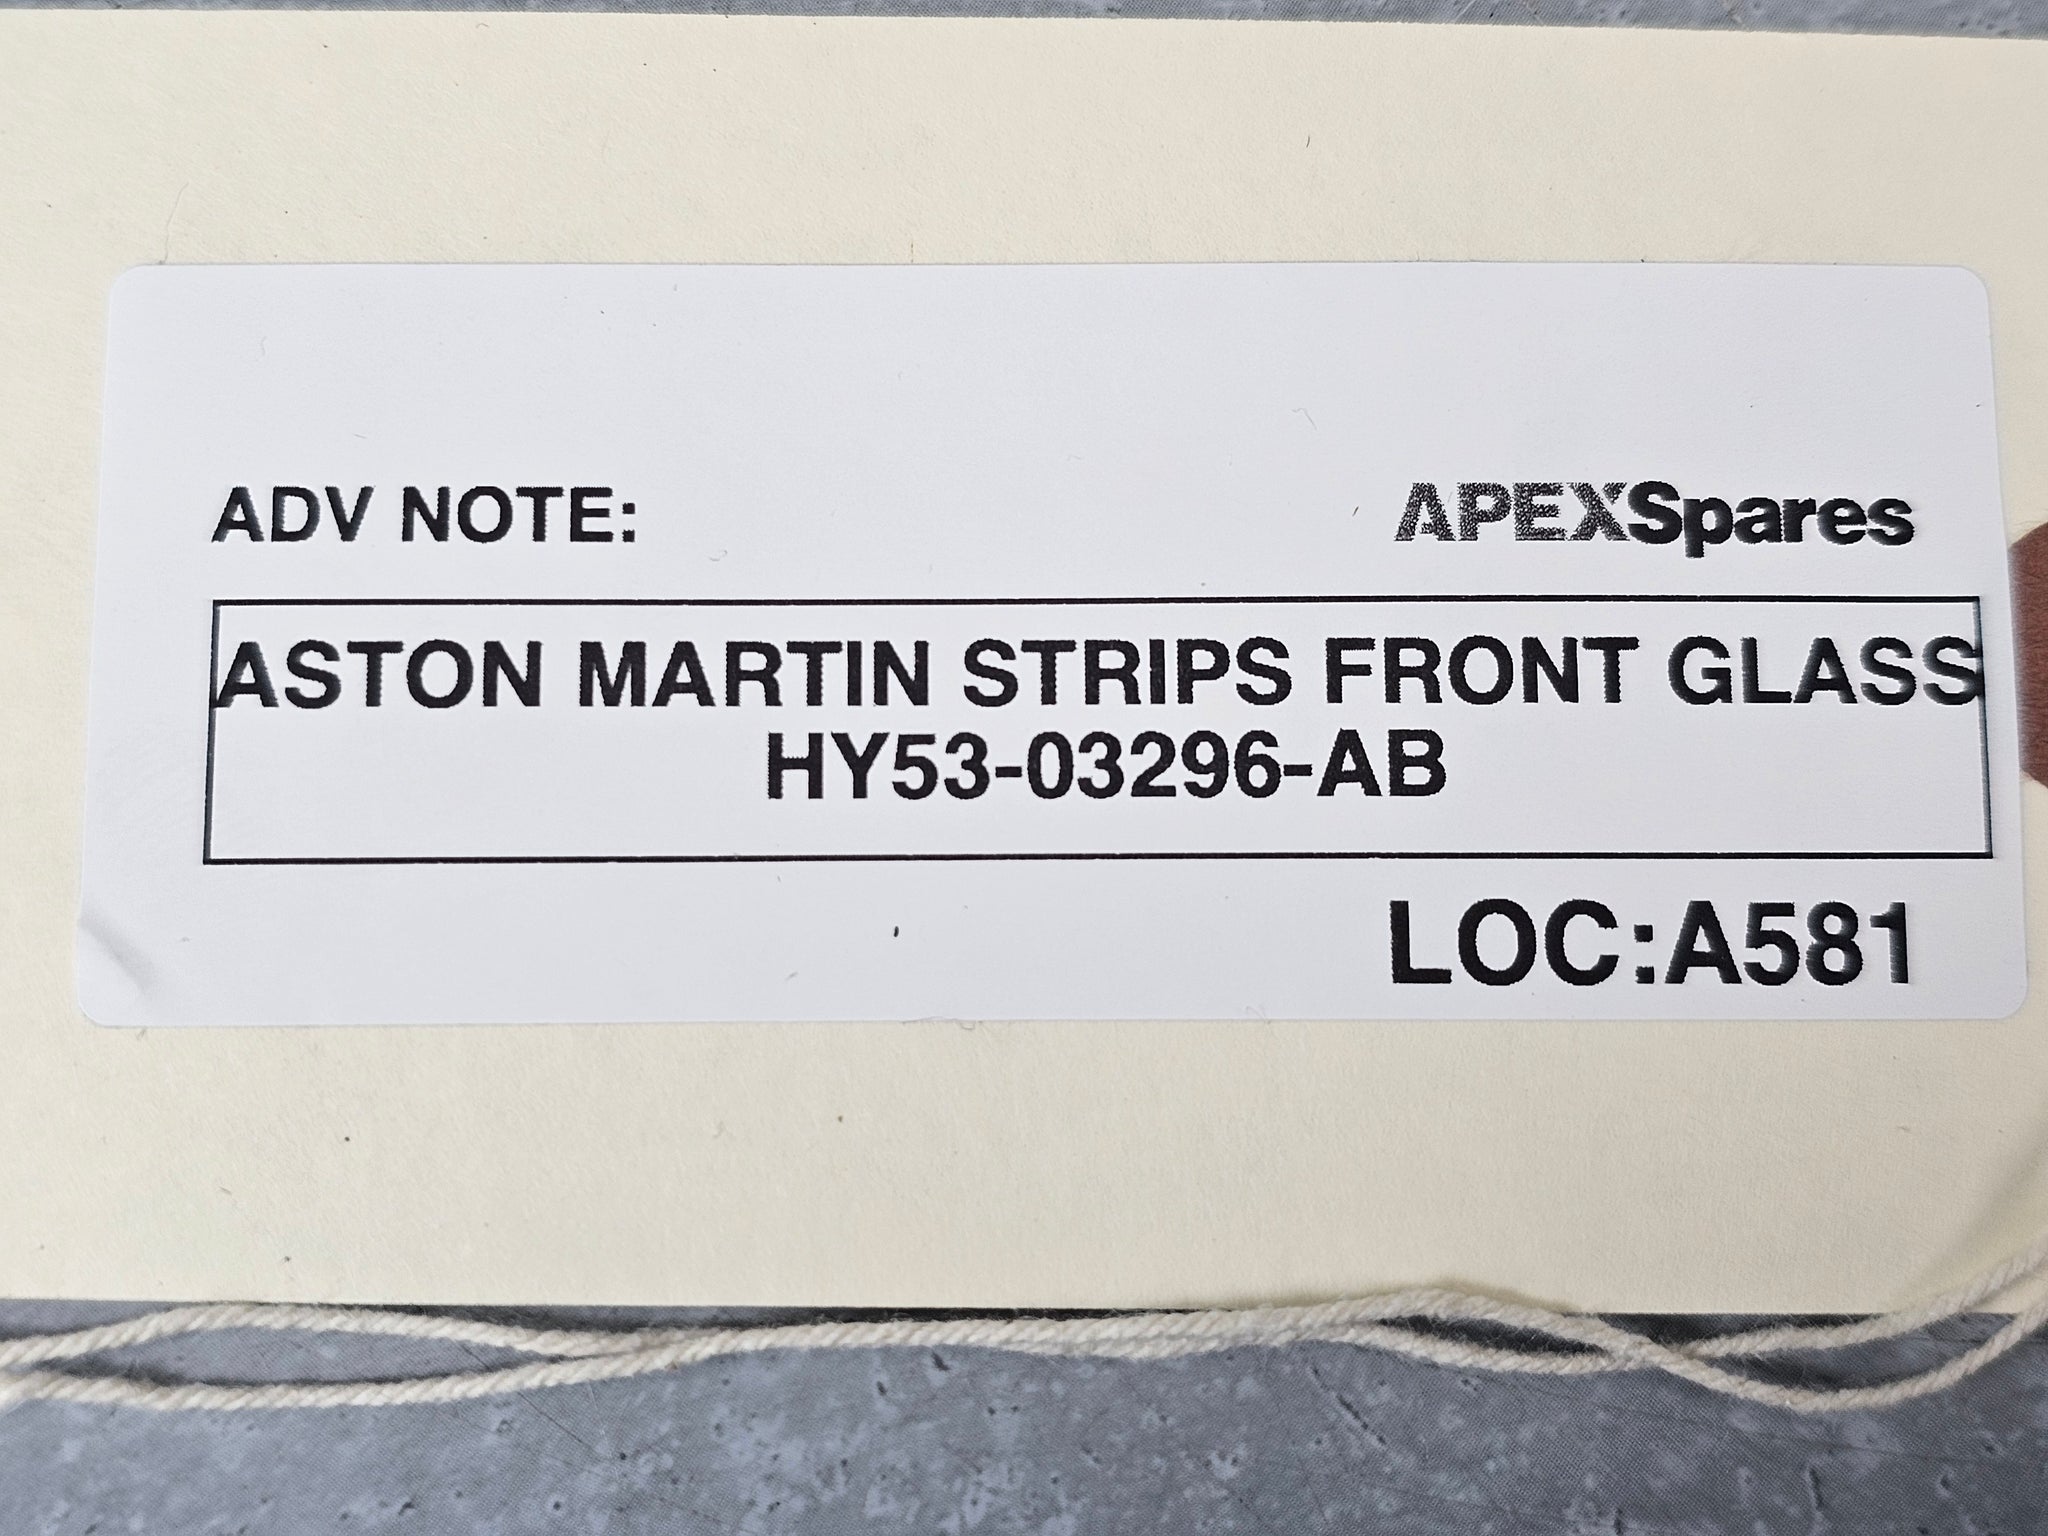 ADV NOTE: APEXSpares
ASTON MARTIN STRIPS FRONT GLASS
HY53-03296-AB
LOC:A581